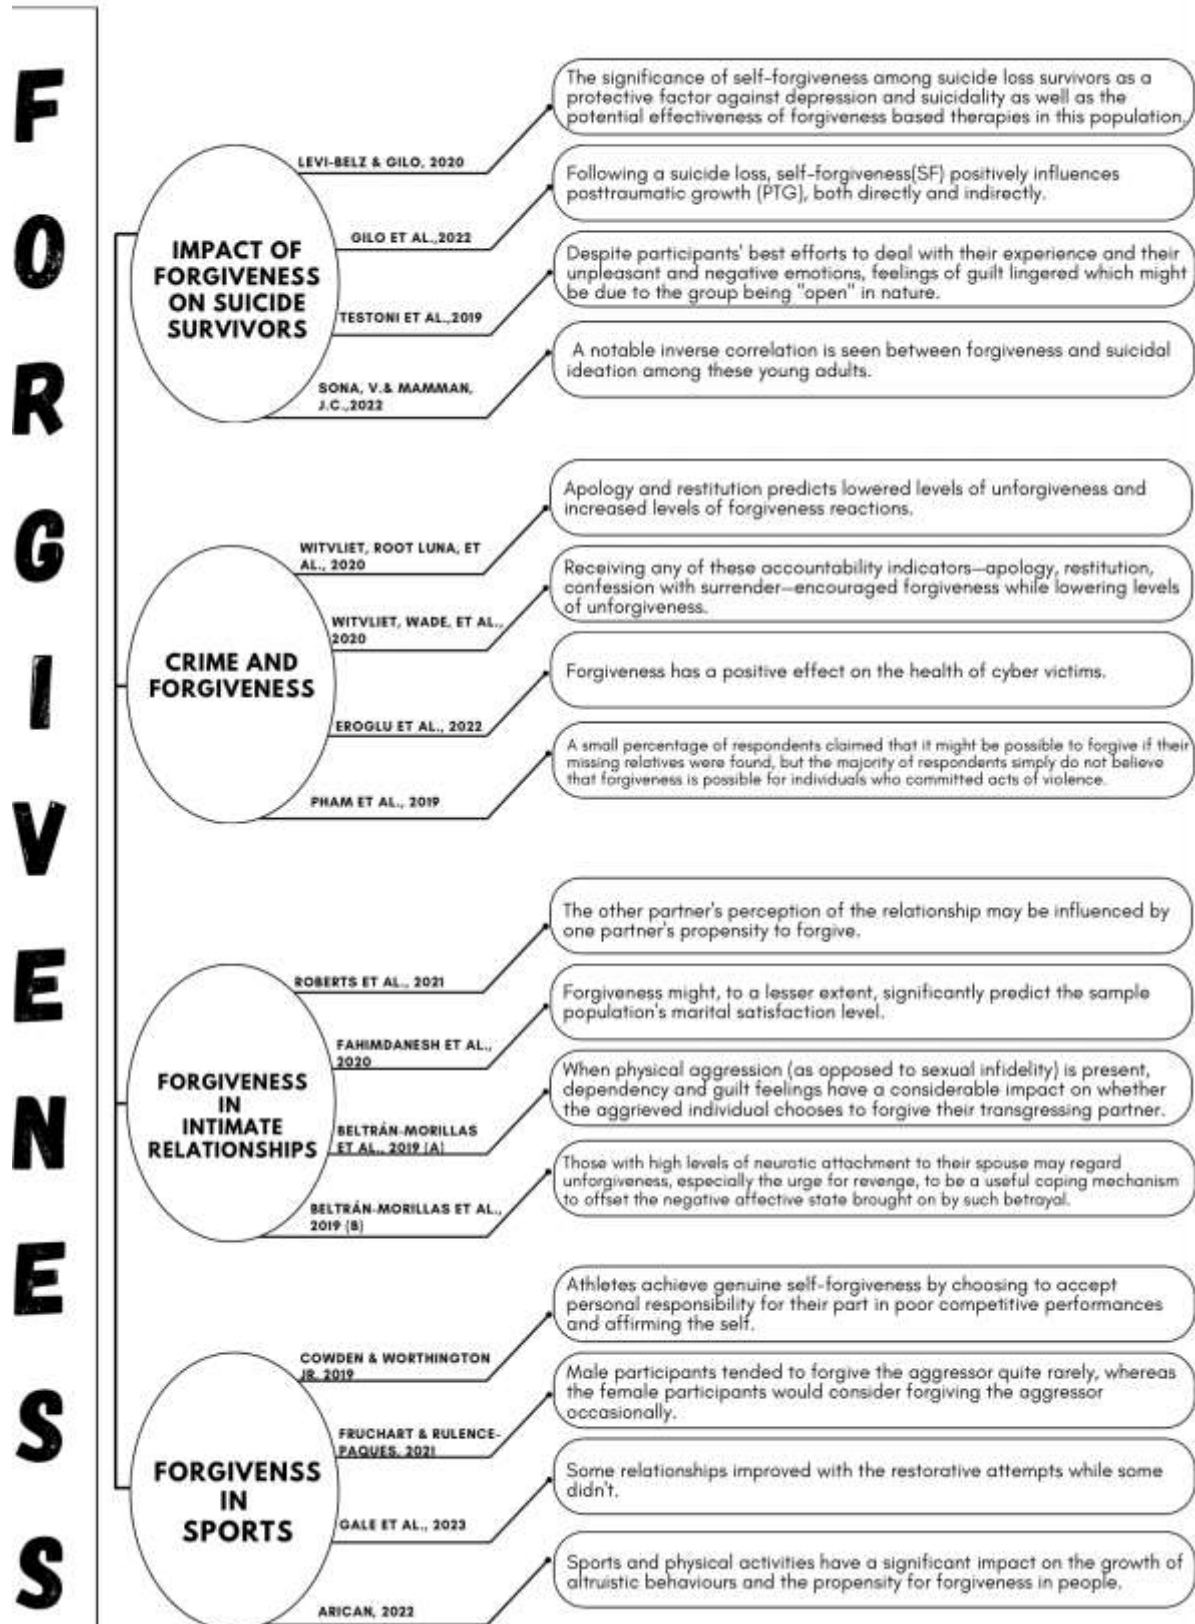 FORGIVENESS
IMPACT OF
FORGIVENESS
ON SUICIDE
SURVIVORS
LEVI-BELZ & GILO, 2020
The significance of self-forgiveness among suicide loss survivors as a
protective factor against depression and suicidality as well as the
potential effectiveness of forgiveness based therapies in this population.
GILO ET AL.,2022
Following a suicide loss, self-forgiveness(SF) positively influences
posttraumatic growth (PTG), both directly and indirectly.
TESTONI ET AL.,2019
Despite participants' best efforts to deal with their experience and their
unpleasant and negative emotions, feelings of guilt lingered which might
be due to the group being "open" in nature.
SONA, V.& MAMMAN,
J.C.,2022
A notable inverse correlation is seen between forgiveness and suicidal
ideation among these young adults.
CRIME AND
FORGIVENESS
WITVLIET, ROOT LUNA, ET
AL., 2020
Apology and restitution predicts lowered levels of unforgiveness and
increased levels of forgiveness reactions.
WITVLIET, WADE, ET AL.,
2020
Receiving any of these accountability indicators—apology, restitution,
confession with surrender—encouraged forgiveness while lowering levels
of unforgiveness.
EROGLU ET AL., 2022
Forgiveness has a positive effect on the health of cyber victims.
PHAM ET AL., 2019
A small percentage of respondents claimed that it might be possible to forgive if their
missing relatives were found, but the majority of respondents simply do not believe
that forgiveness is possible for individuals who committed acts of violence.
FORGIVENESS
IN
INTIMATE
RELATIONSHIPS
ROBERTS ET AL., 2021
The other partner's perception of the relationship may be influenced by
one partner's propensity to forgive.
FAHIMDANESH ET AL.,
2020
Forgiveness might, to a lesser extent, significantly predict the sample
population's marital satisfaction level.
BELTRÁN-MORILLAS
ET AL., 2019 (A)
When physical aggression (as opposed to sexual infidelity) is present,
dependency and guilt feelings have a considerable impact on whether
the aggrieved individual chooses to forgive their transgressing partner.
BELTRÁN-MORILLAS ET AL.,
2019 (B)
Those with high levels of neurotic attachment to their spouse may regard
unforgiveness, especially the urge for revenge, to be a useful coping mechanism
to offset the negative affective state brought on by such betrayal.
FORGIVENSS
IN
SPORTS
COWDEN & WORTHINGTON
JR, 2019
Athletes achieve genuine self-forgiveness by choosing to accept
personal responsibility for their part in poor competitive performances
and affirming the self.
FRUCHART & RULENCE-
PAQUES, 2021
Male participants tended to forgive the aggressor quite rarely, whereas
the female participants would consider forgiving the aggressor
occasionally.
GALE ET AL., 2023
Some relationships improved with the restorative attempts while some
didn't.
ARICAN, 2022
Sports and physical activities have a significant impact on the growth of
altruistic behaviours and the propensity for forgiveness in people.